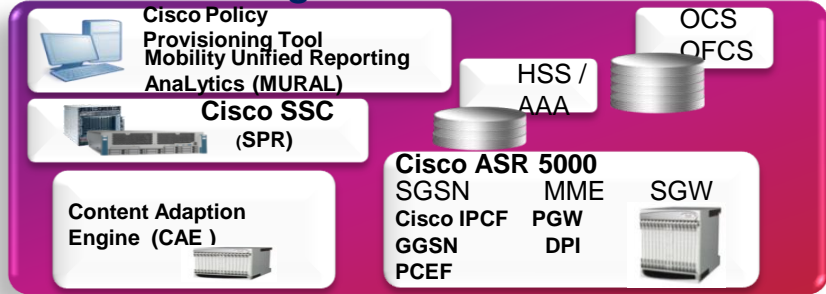 Cisco Policy
Provisioning Tool
Mobility Unified Reporting
AnaLytics (MURAL)
OCS
OFCS
HSS /
AAA
Cisco SSC
(SPR)
Content Adaption
Engine (CAE )
Cisco ASR 5000
SGSN MME SGW
Cisco IPCF PGW
GGSN DPI
PCEF